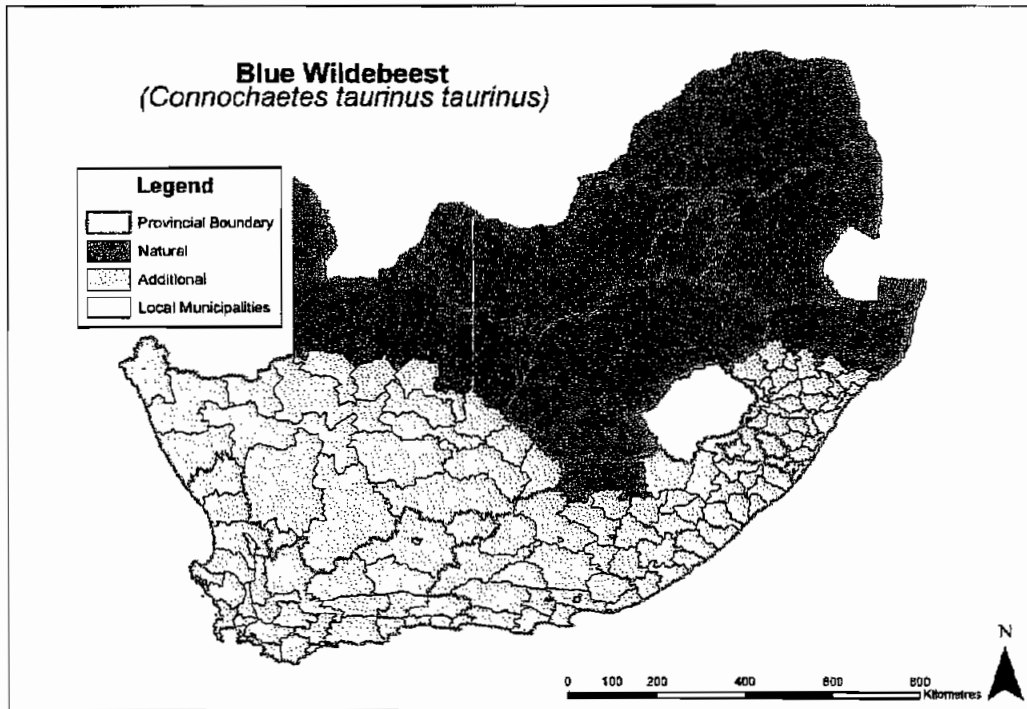 Blue Wildebeest
(Connochaetes taurinus taurinus)
Legend
Provincial Boundary
Natural
Additional
Local Municipalities
N
0 100 200 400 600 800
Kilometres